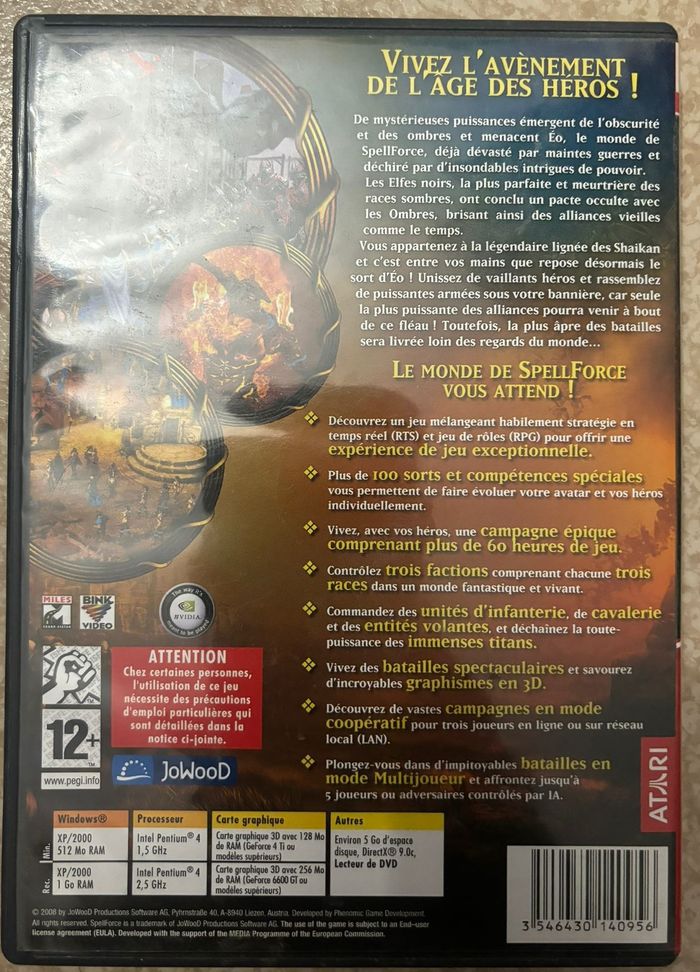 VIVEZ L'AVÈNEMENT
DE L'ÂGE DES HÉROS !
De mystérieuses puissances émergent de l'obscurité
et des ombres et menacent Éo, le monde de
SpellForce, déjà dévasté par maintes guerres et
déchiré par d'insondables intrigues de pouvoir.
Les Elfes noirs, la plus parfaite et meurtrière des
races sombres, ont conclu un pacte occulte avec
les Ombres, brisant ainsi des alliances vieilles
comme le temps.
Vous appartenez à la légendaire lignée des Shaikan
et c'est entre vos mains que repose désormais le
sort d'Éo ! Unissez de vaillants héros et rassemblez
de puissantes armées sous votre bannière, car seule
la plus puissante des alliances pourra venir à bout
de ce fléau ! Toutefois, la plus âpre des batailles
sera livrée loin des regards du monde...
LE MONDE DE SPELLFORCE
VOUS ATTEND !
Découvrez un jeu mélangeant habilement stratégie en
temps réel (RTS) et jeu de rôles (RPG) pour offrir une
expérience de jeu exceptionnelle.
Plus de 100 sorts et compétences spéciales
vous permettent de faire évoluer votre avatar et vos héros
individuellement.
Vivez, avec vos héros, une campagne épique
comprenant plus de 60 heures de jeu.
Contrôlez trois factions comprenant chacune trois
races dans un monde fantastique et vivant.
Commandez des unités d'infanterie, de cavalerie
et des entités volantes, et déchaînez la toute-
puissance des immenses titans.
Vivez des batailles spectaculaires et savourez
d'incroyables graphismes en 3D.
Découvrez de vastes campagnes en mode
coopératif pour trois joueurs en ligne ou sur réseau
local (LAN).
Plongez-vous dans d'impitoyables batailles en
mode Multijoueur et affrontez jusqu'à
5 joueurs ou adversaires contrôlés par IA.
MILES
BINK
VIDEO
The way it's
NVIDIA
meant to be played
12+
www.pegi.info
ATTENTION
Chez certaines personnes,
l'utilisation de ce jeu
nécessite des précautions
d'emploi particulières qui
sont détaillées dans la
notice ci-jointe.
JoWooD
ATARI
Windows® Processeur Carte graphique Autres
Min.
XP/2000
512 Mo RAM
Intel Pentium® 4
1,5 GHz
Carte graphique 3D avec 128 Mo
de RAM (GeForce 4 Ti ou
modèles supérieurs)
Environ 5 Go d'espace
disque, DirectX® 9.0c,
Lecteur de DVD
Rec.
XP/2000
1 Go RAM
Intel Pentium® 4
2,5 GHz
Carte graphique 3D avec 256 Mo
de RAM (GeForce 6600 GT ou
modèles supérieurs)
© 2008 by JoWooD Productions Software AG, Pyhrnstraße 40, A-8940 Liezen, Austria. Developed by Phenomic Game Development.
All rights reserved. SpellForce is a trademark of JoWooD Productions Software AG. The use of the game is subject to an End-user
license agreement (EULA). Developed with the support of the MEDIA Programme of the European Commission.
3 546430 140956